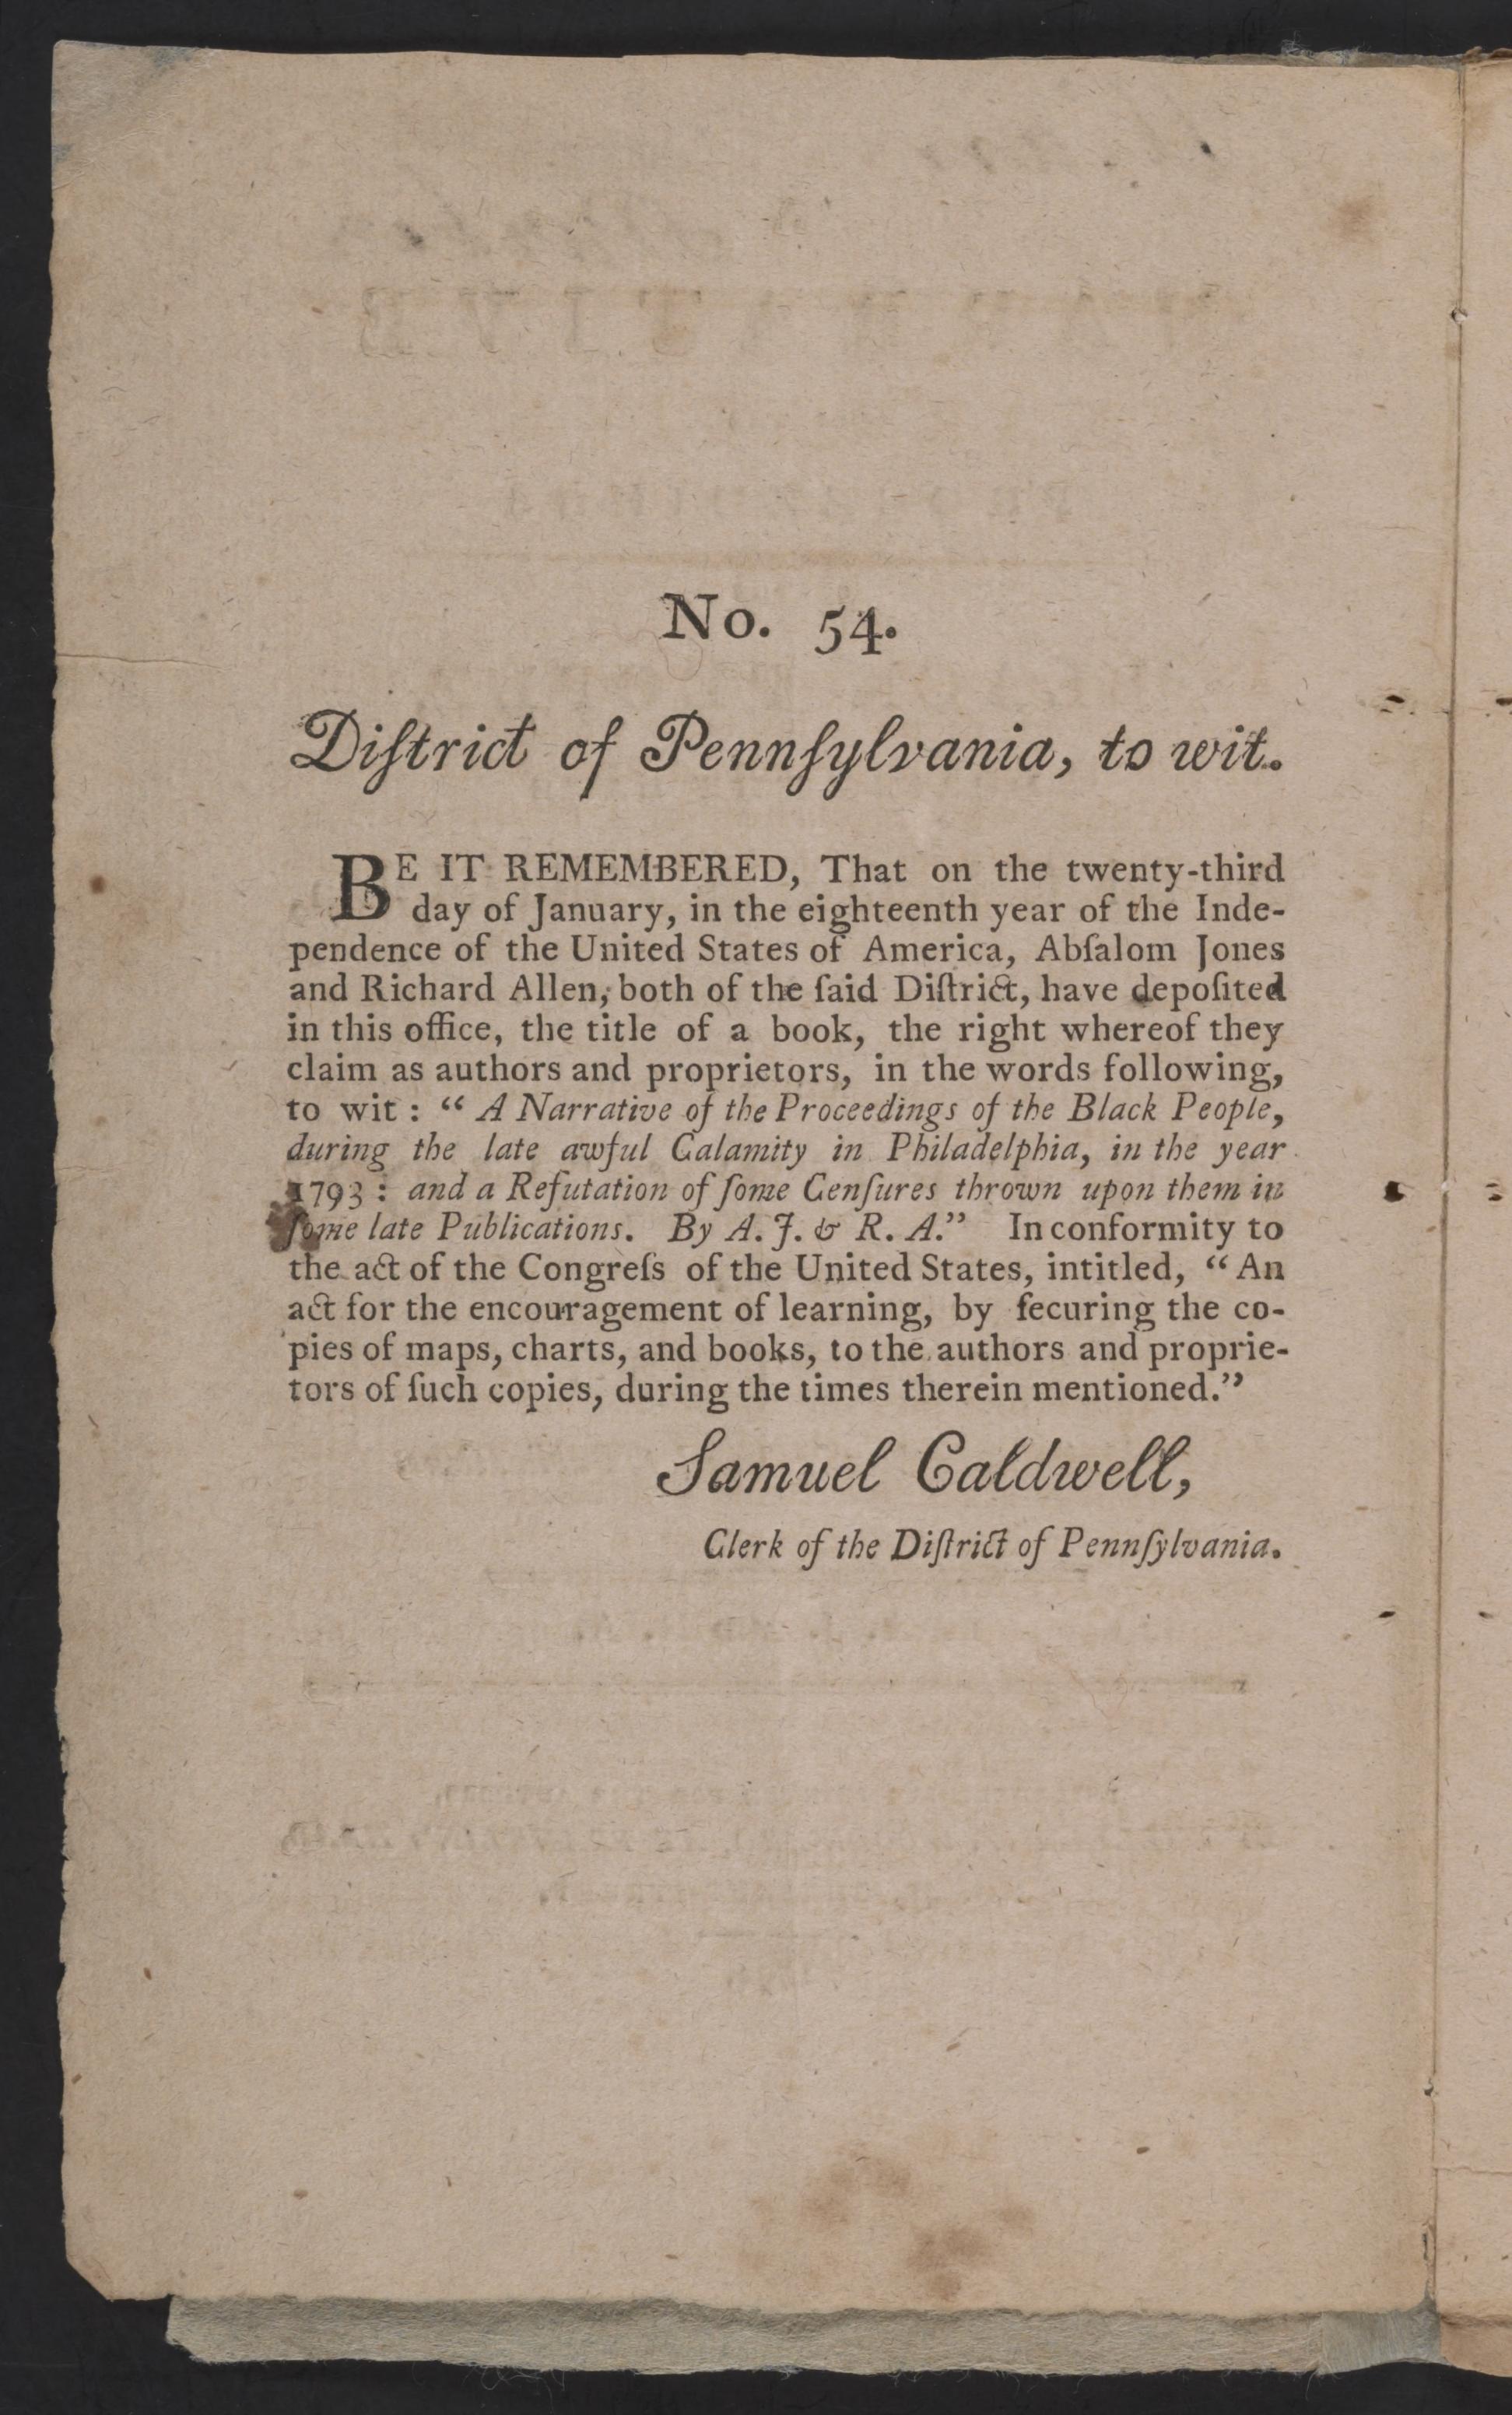 No. 54.
Diſtrict of Pennſylvania, to wit.
BE IT REMEMBERED, That on the twenty-third
day of January, in the eighteenth year of the Inde-
pendence of the United States of America, Abſalom Jones
and Richard Allen, both of the ſaid Diſtrict, have depoſited
in this office, the title of a book, the right whereof they
claim as authors and proprietors, in the words following,
to wit : “ A Narrative of the Proceedings of the Black People,
during the late awful Calamity in Philadelphia, in the year
1793 : and a Refutation of ſome Cenſures thrown upon them in
ſome late Publications. By A. J. & R. A.” In conformity to
the act of the Congreſs of the United States, intitled, “ An
act for the encouragement of learning, by ſecuring the co-
pies of maps, charts, and books, to the authors and proprie-
tors of ſuch copies, during the times therein mentioned.”
Samuel Caldwell,
Clerk of the Diſtrict of Pennſylvania.